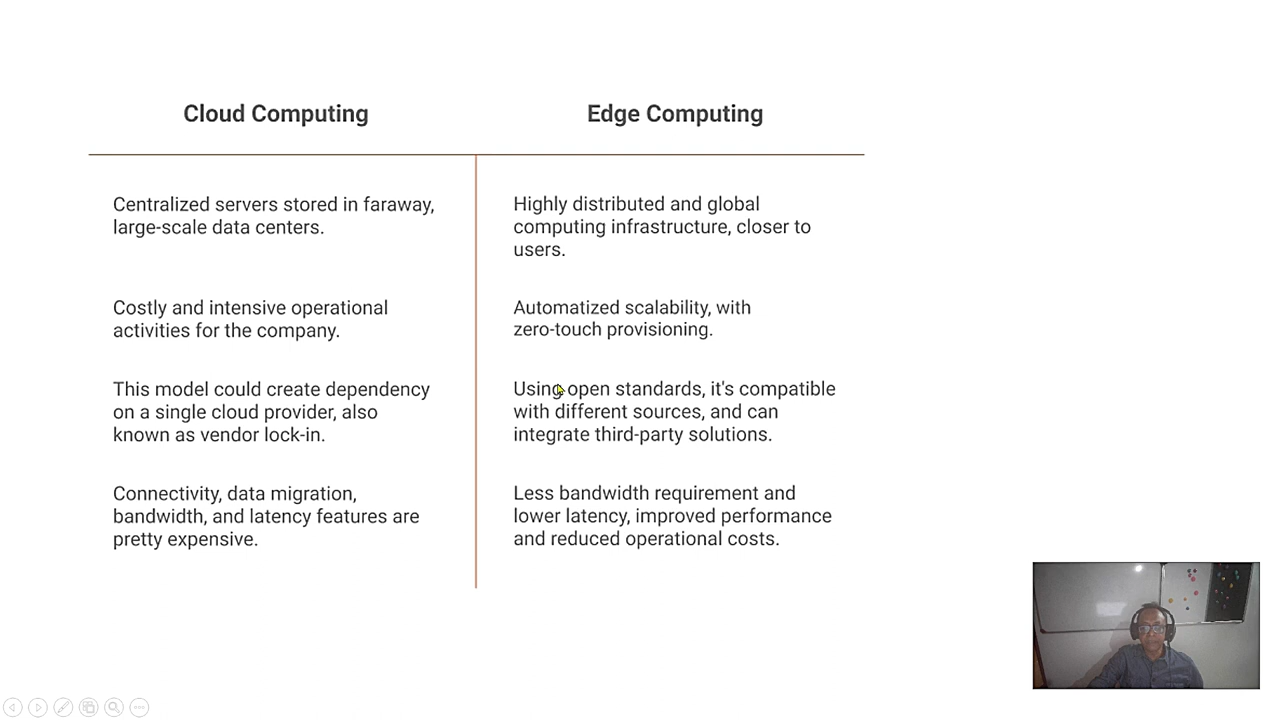 Cloud Computing
Edge Computing
Centralized servers stored in faraway,
large-scale data centers.
Highly distributed and global
computing infrastructure, closer to
users.
Costly and intensive operational
activities for the company.
Automatized scalability, with
zero-touch provisioning.
This model could create dependency
on a single cloud provider, also
known as vendor lock-in.
Using open standards, it's compatible
with different sources, and can
integrate third-party solutions.
Connectivity, data migration,
bandwidth, and latency features are
pretty expensive.
Less bandwidth requirement and
lower latency, improved performance
and reduced operational costs.